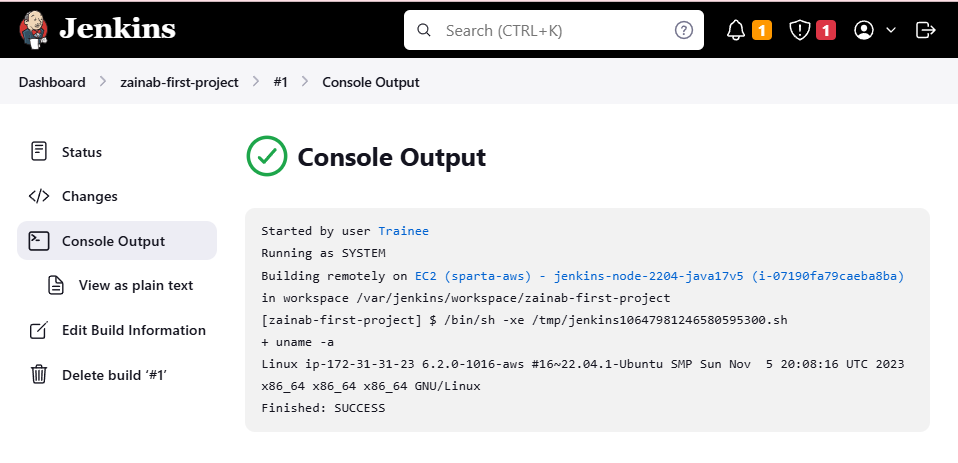 Jenkins
Search (CTRL+K)
?
1
1
Dashboard > zainab-first-project > #1 > Console Output
Status
Changes
Console Output
View as plain text
Edit Build Information
Delete build ‘#1’
Console Output
Started by user Trainee
Running as SYSTEM
Building remotely on EC2 (sparta-aws) - jenkins-node-2204-java17v5 (i-07190fa79caeba8ba)
in workspace /var/jenkins/workspace/zainab-first-project
[zainab-first-project] $ /bin/sh -xe /tmp/jenkins10647981246580595300.sh
+ uname -a
Linux ip-172-31-31-23 6.2.0-1016-aws #16~22.04.1-Ubuntu SMP Sun Nov  5 20:08:16 UTC 2023
x86_64 x86_64 x86_64 GNU/Linux
Finished: SUCCESS